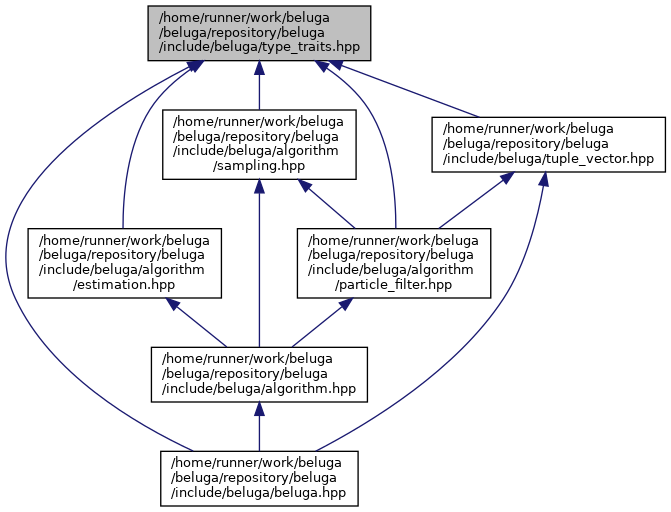 /home/runner/work/beluga
/beluga/repository/beluga
/include/beluga/type_traits.hpp
/home/runner/work/beluga
/beluga/repository/beluga
/include/beluga/algorithm
/sampling.hpp
/home/runner/work/beluga
/beluga/repository/beluga
/include/beluga/tuple_vector.hpp
/home/runner/work/beluga
/beluga/repository/beluga
/include/beluga/algorithm
/estimation.hpp
/home/runner/work/beluga
/beluga/repository/beluga
/include/beluga/algorithm
/particle_filter.hpp
/home/runner/work/beluga
/beluga/repository/beluga
/include/beluga/algorithm.hpp
/home/runner/work/beluga
/beluga/repository/beluga
/include/beluga/beluga.hpp